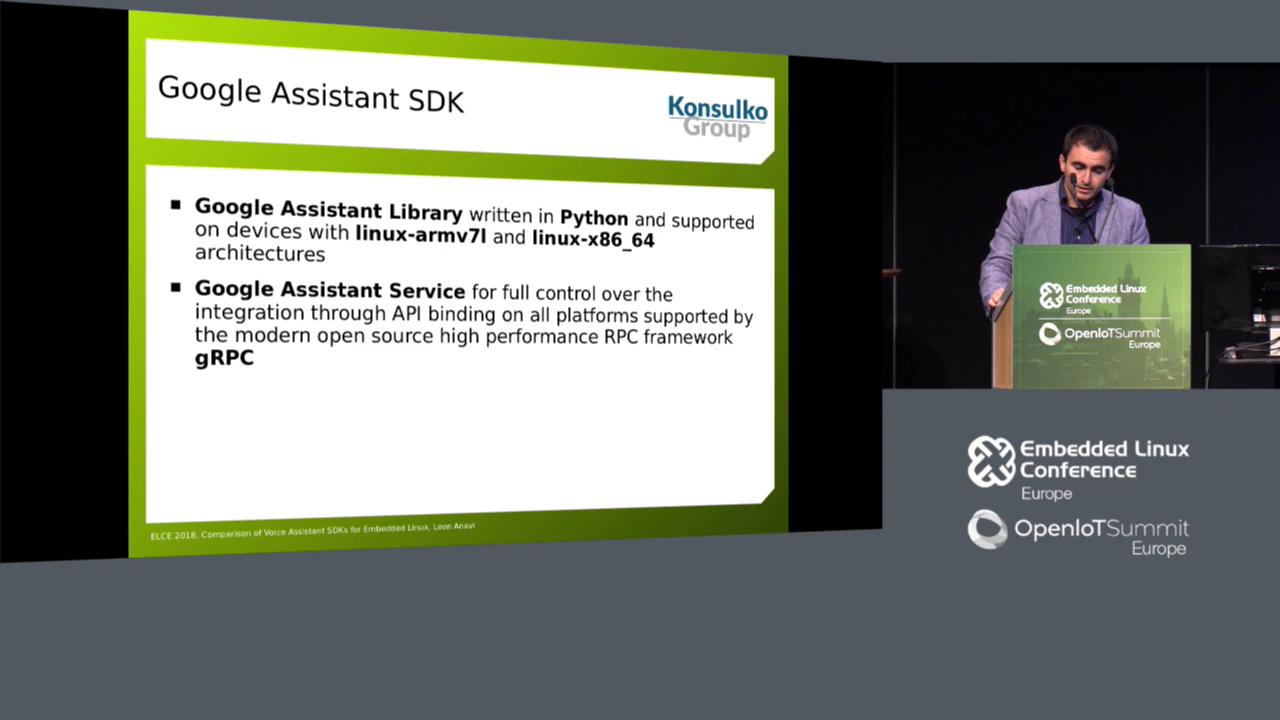 Google Assistant SDK
Konsulko
Group
Google Assistant Library written in Python and supported
on devices with linux-armv7l and linux-x86_64
architectures
Google Assistant Service for full control over the
integration through API binding on all platforms supported by
the modern open source high performance RPC framework
gRPC
ELCE 2018, Comparison of Voice Assistant SDKs for Embedded Linux, Leon Anavi
Embedded Linux
Conference
Europe
OpenIoTSummit
Europe
Embedded Linux
Conference
Europe
OpenIoTSummit
Europe